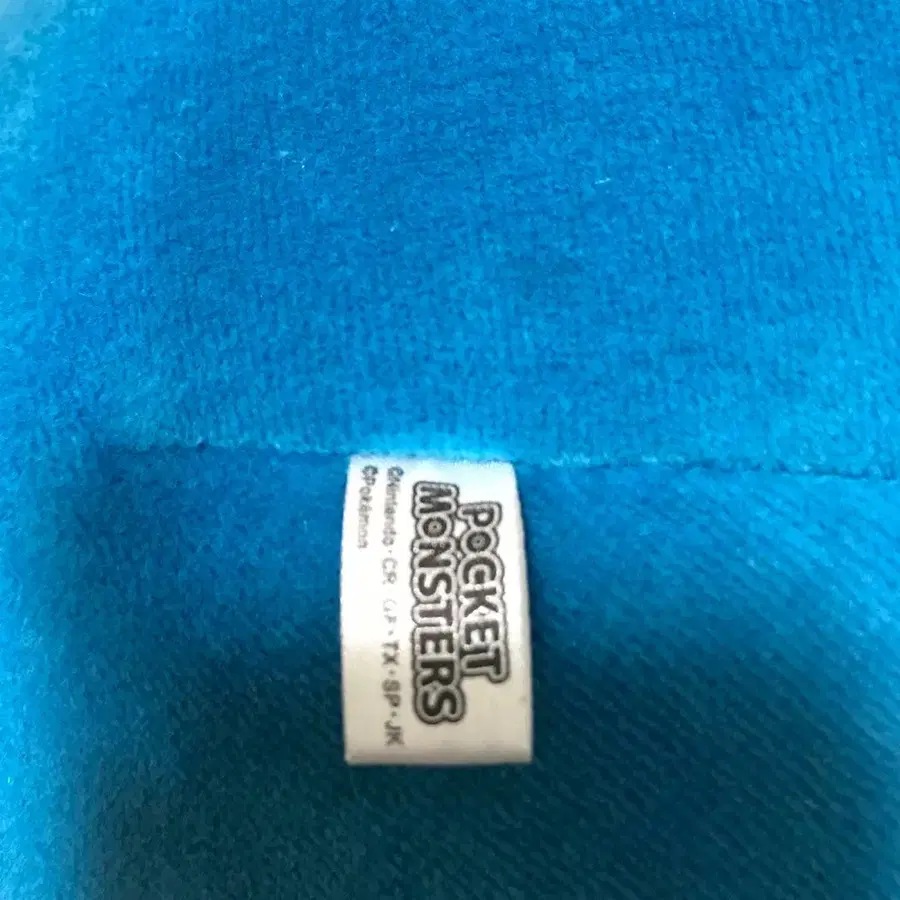 POCKET
MONSTERS
©Nintendo・CR・GF・TX・SP・JK
©Pokémon